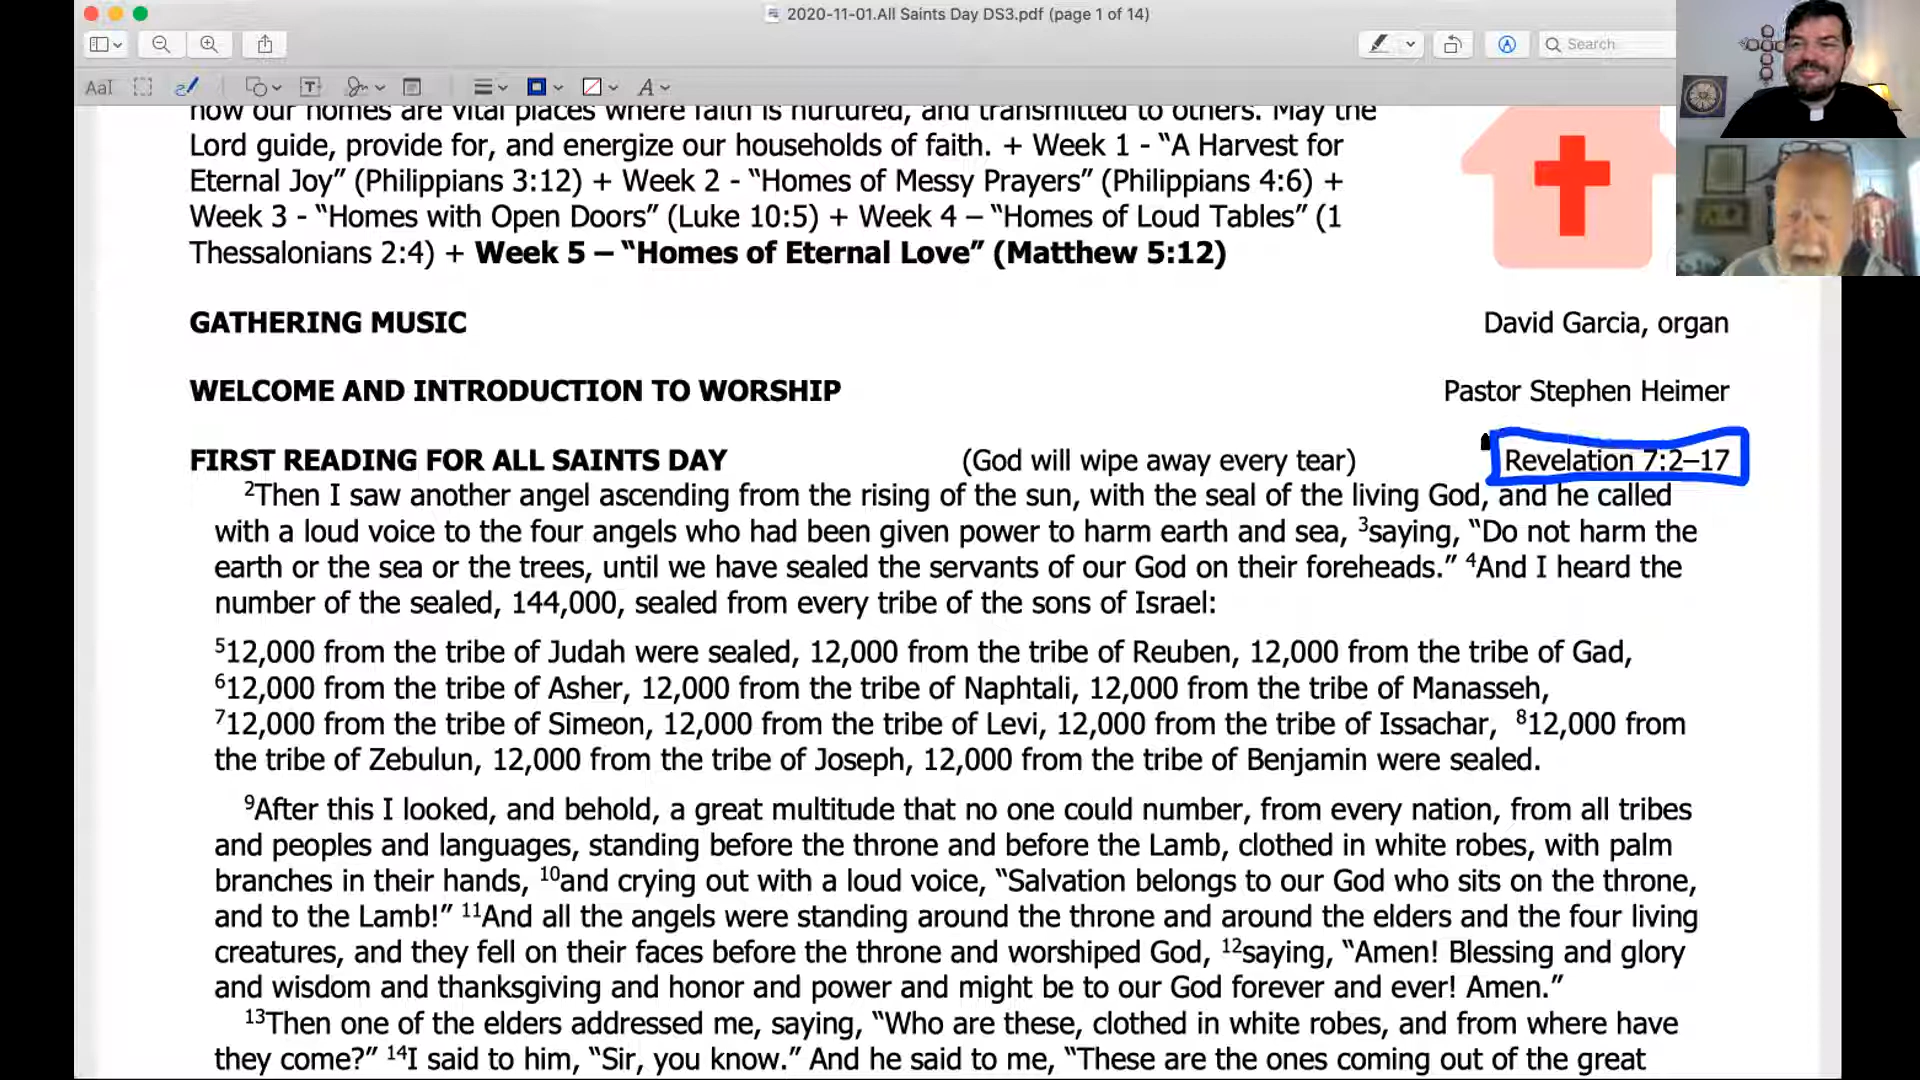 2020-11-01.All Saints Day DS3.pdf (page 1 of 14)
Search
AaI
T
A
how our homes are vital places where faith is nurtured, and transmitted to others. May the
Lord guide, provide for, and energize our households of faith. + Week 1 - “A Harvest for
Eternal Joy” (Philippians 3:12) + Week 2 - “Homes of Messy Prayers” (Philippians 4:6) +
Week 3 - “Homes with Open Doors” (Luke 10:5) + Week 4 – “Homes of Loud Tables” (1
Thessalonians 2:4) + Week 5 – “Homes of Eternal Love” (Matthew 5:12)
GATHERING MUSIC David Garcia, organ
WELCOME AND INTRODUCTION TO WORSHIP Pastor Stephen Heimer
FIRST READING FOR ALL SAINTS DAY (God will wipe away every tear) Revelation 7:2–17
²Then I saw another angel ascending from the rising of the sun, with the seal of the living God, and he called
with a loud voice to the four angels who had been given power to harm earth and sea, ³saying, “Do not harm the
earth or the sea or the trees, until we have sealed the servants of our God on their foreheads.” ⁴And I heard the
number of the sealed, 144,000, sealed from every tribe of the sons of Israel:
⁵12,000 from the tribe of Judah were sealed, 12,000 from the tribe of Reuben, 12,000 from the tribe of Gad,
⁶12,000 from the tribe of Asher, 12,000 from the tribe of Naphtali, 12,000 from the tribe of Manasseh,
⁷12,000 from the tribe of Simeon, 12,000 from the tribe of Levi, 12,000 from the tribe of Issachar, ⁸12,000 from
the tribe of Zebulun, 12,000 from the tribe of Joseph, 12,000 from the tribe of Benjamin were sealed.
⁹After this I looked, and behold, a great multitude that no one could number, from every nation, from all tribes
and peoples and languages, standing before the throne and before the Lamb, clothed in white robes, with palm
branches in their hands, ¹⁰and crying out with a loud voice, “Salvation belongs to our God who sits on the throne,
and to the Lamb!” ¹¹And all the angels were standing around the throne and around the elders and the four living
creatures, and they fell on their faces before the throne and worshiped God, ¹²saying, “Amen! Blessing and glory
and wisdom and thanksgiving and honor and power and might be to our God forever and ever! Amen.”
¹³Then one of the elders addressed me, saying, “Who are these, clothed in white robes, and from where have
they come?” ¹⁴I said to him, “Sir, you know.” And he said to me, “These are the ones coming out of the great